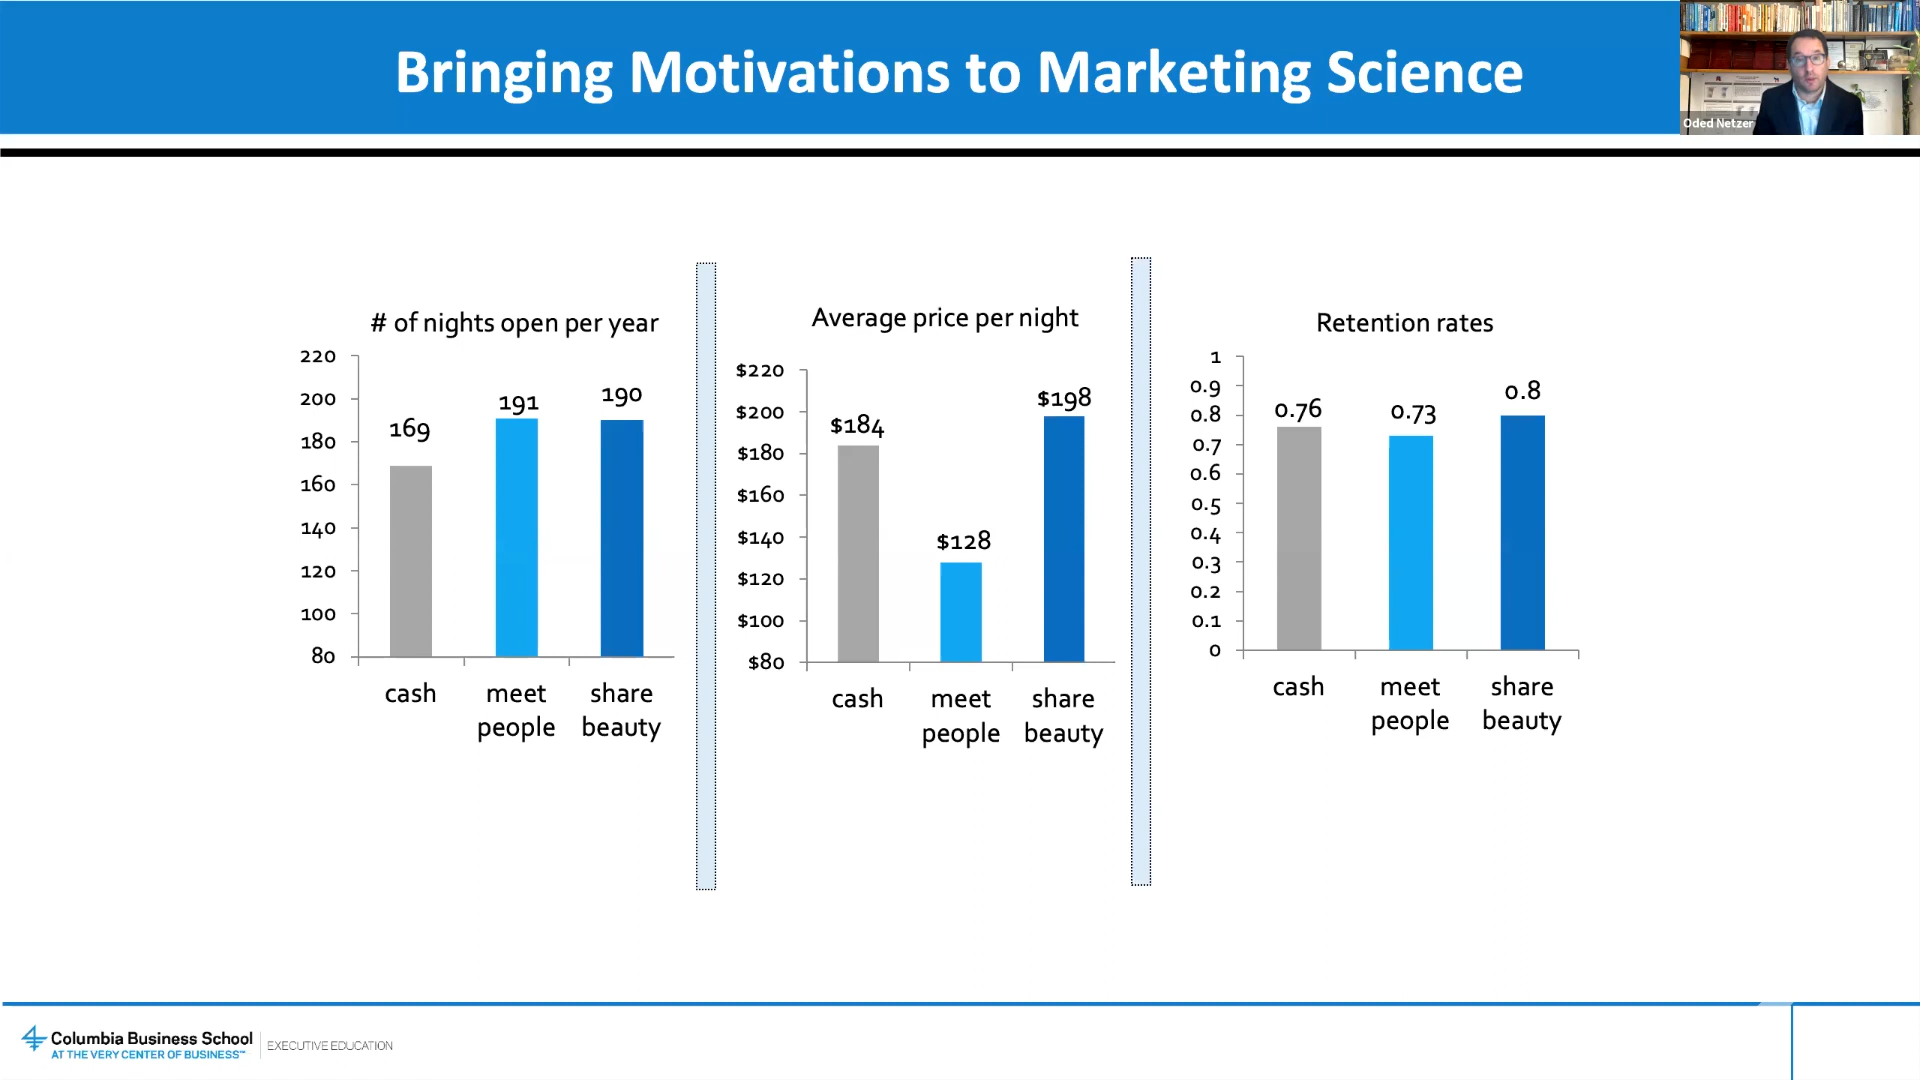 Bringing Motivations to Marketing Science
Oded Netzer
# of nights open per year
220
200
180
160
140
120
100
80
169
191
190
cash
meet people
share beauty
Average price per night
$220
$200
$180
$160
$140
$120
$100
$80
$184
$128
$198
cash
meet people
share beauty
Retention rates
1
0.9
0.8
0.7
0.6
0.5
0.4
0.3
0.2
0.1
0
0.76
0.73
0.8
cash
meet people
share beauty
Columbia Business School
AT THE VERY CENTER OF BUSINESS™
EXECUTIVE EDUCATION